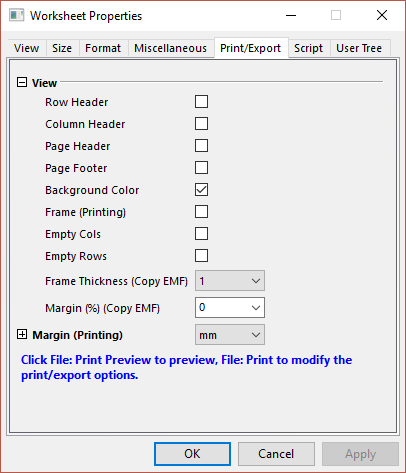 Worksheet Properties
View Size Format Miscellaneous Print/Export Script User Tree
View
Row Header
Column Header
Page Header
Page Footer
Background Color
Frame (Printing)
Empty Cols
Empty Rows
Frame Thickness (Copy EMF) 1
Margin (%) (Copy EMF) 0
Margin (Printing) mm
Click File: Print Preview to preview, File: Print to modify the
print/export options.
OK Cancel Apply